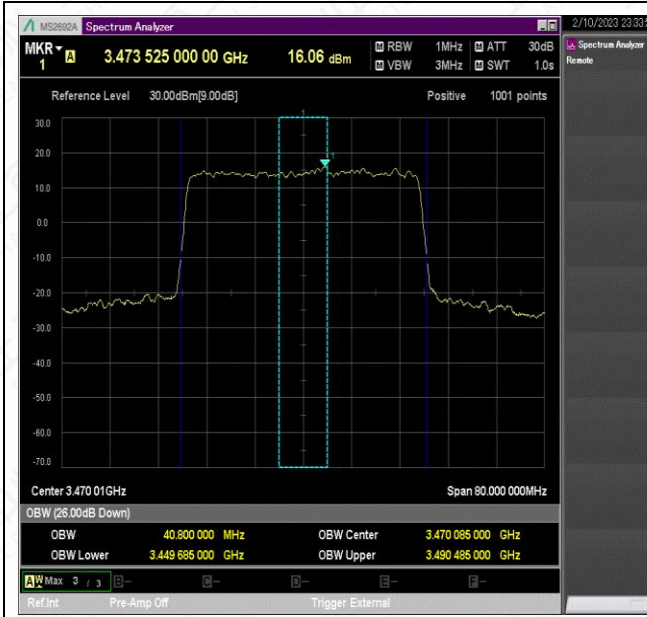 MS2692A Spectrum Analyzer
2/10/2023 23:33:
MKR 1 A 3.473 525 000 00 GHz 16.06 dBm
M RBW 1MHz M ATT 30dB
M VBW 3MHz M SWT 1.0s
Spectrum Analyzer
Remote
Reference Level 30.00dBm[9.00dB] Positive 1001 points
30.0
20.0
1
10.0
0.0
-10.0
-20.0
-30.0
-40.0
-50.0
-60.0
-70.0
Center 3.470 01GHz Span 80.000 000MHz
OBW (26.00dB Down)
OBW 40.800 000 MHz OBW Center 3.470 085 000 GHz
OBW Lower 3.449 685 000 GHz OBW Upper 3.490 485 000 GHz
A W Max 3 / 3 B- C- D- E- F-
Ref.Int Pre-Amp Off Trigger External